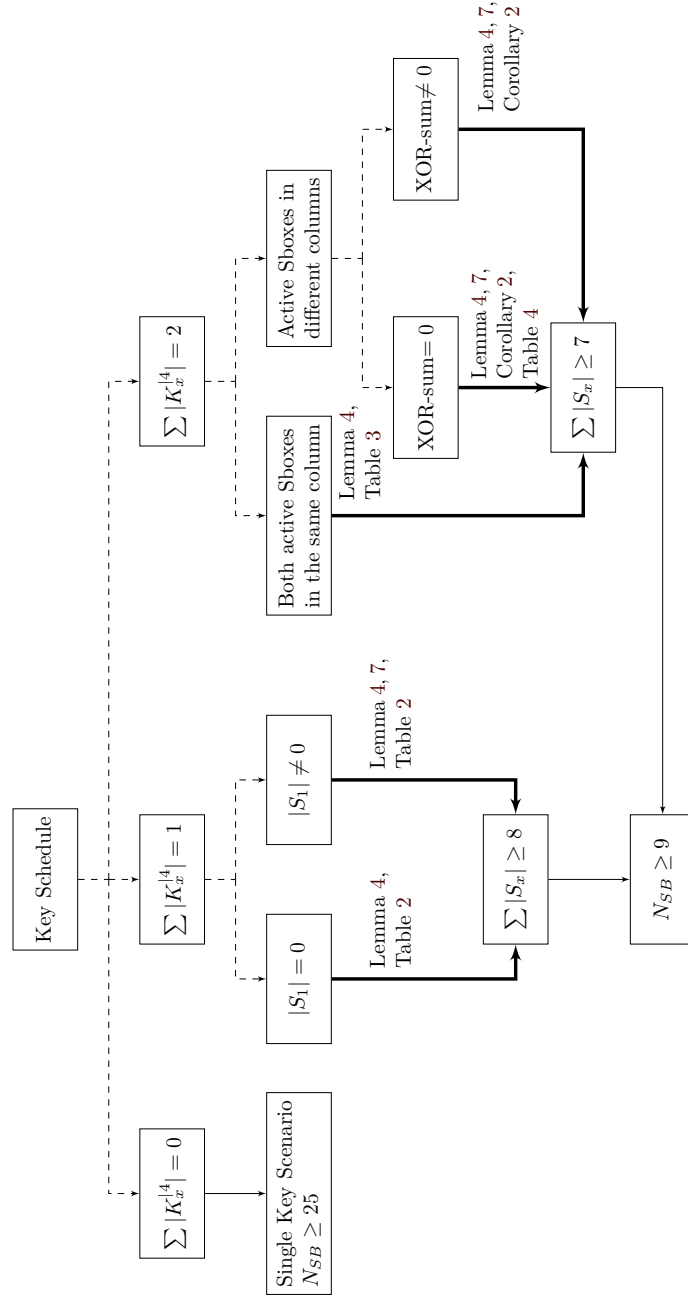 Key Schedule
∑ |K_x^{|4}| = 0
∑ |K_x^{|4}| = 1
∑ |K_x^{|4}| = 2
Single Key Scenario
N_{SB} ≥ 25
|S_1| = 0
|S_1| ≠ 0
Both active Sboxes
in the same column
Active Sboxes in
different columns
Lemma 4,
Table 2
Lemma 4, 7,
Table 2
Lemma 4,
Table 3
XOR-sum= 0
XOR-sum≠ 0
Lemma 4, 7,
Corollary 2,
Table 4
Lemma 4, 7,
Corollary 2
∑ |S_x| ≥ 8
∑ |S_x| ≥ 7
N_{SB} ≥ 9